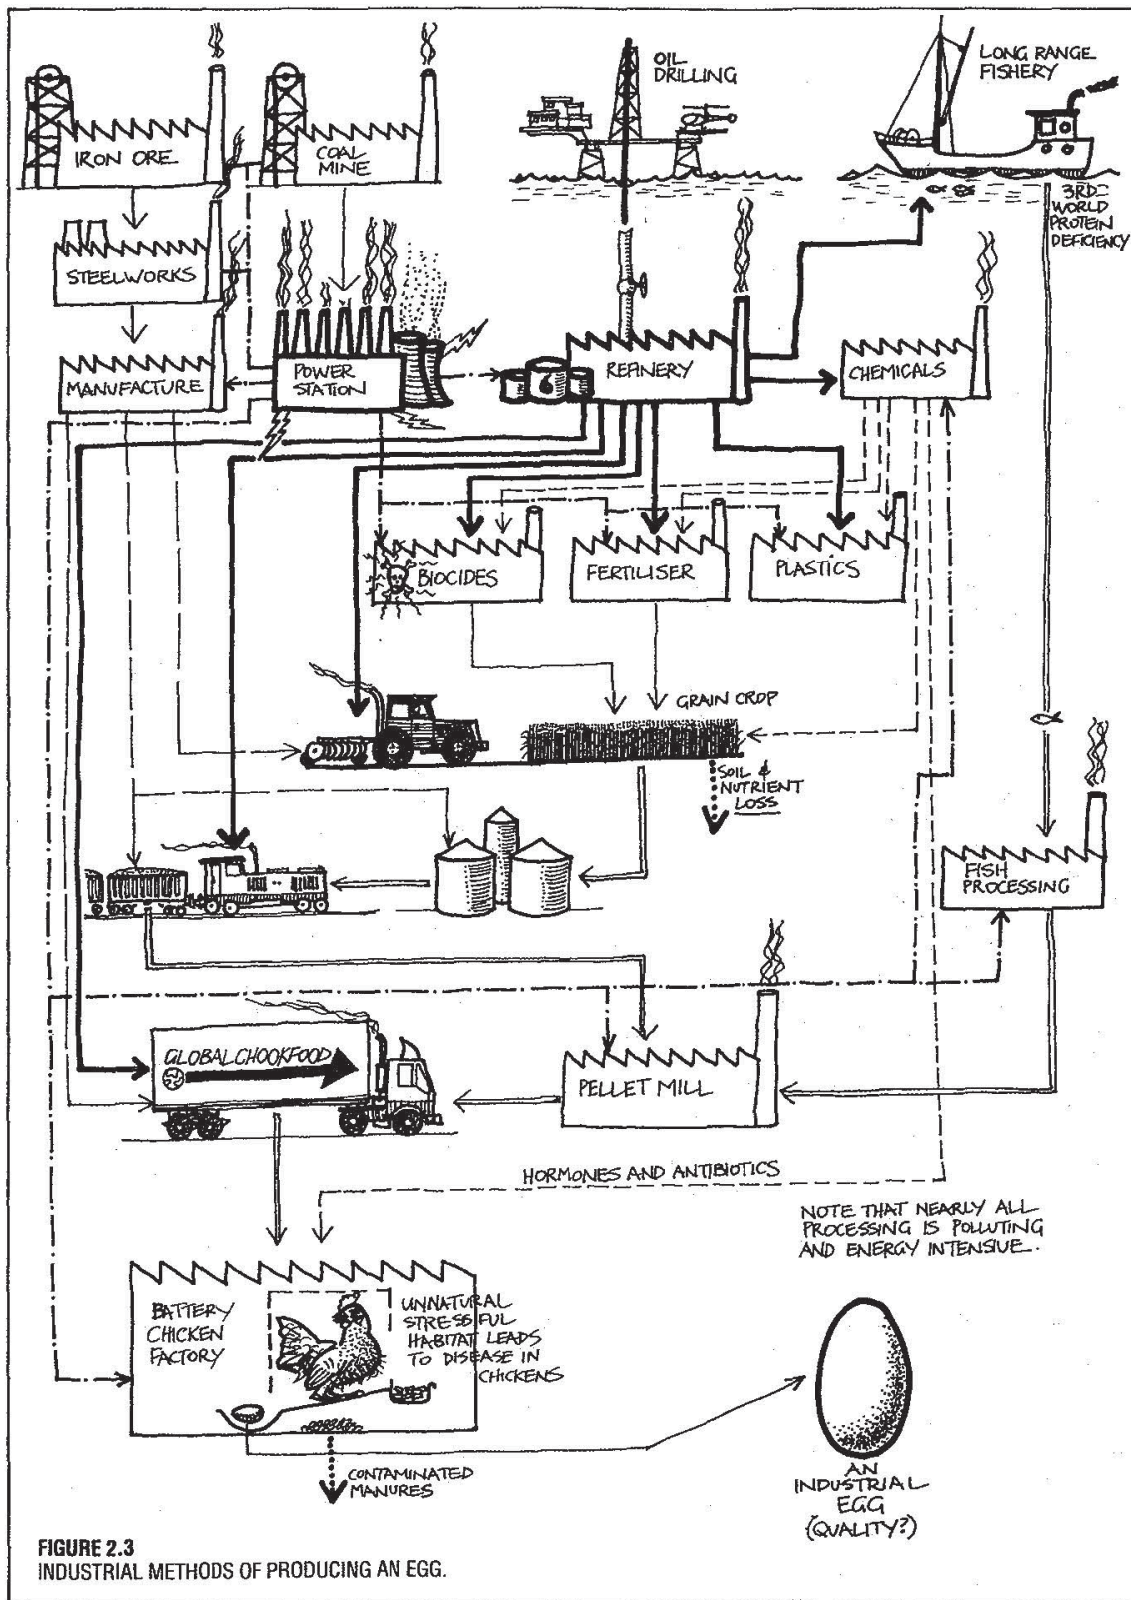 OIL
DRILLING
LONG RANGE
FISHERY
IRON ORE
COAL
MINE
3RD
WORLD
PROTEIN
DEFICIENCY
STEELWORKS
MANUFACTURE
POWER
STATION
6
REFINERY
CHEMICALS
BIOCIDES
FERTILISER
PLASTICS
GRAIN CROP
SOIL &
NUTRIENT
LOSS
FISH
PROCESSING
GLOBAL CHOOKFOOD
PELLET MILL
HORMONES AND ANTIBIOTICS
NOTE THAT NEARLY ALL
PROCESSING IS POLLUTING
AND ENERGY INTENSIVE.
BATTERY
CHICKEN
FACTORY
UNNATURAL
STRESSFUL
HABITAT LEADS
TO DISEASE IN
CHICKENS
CONTAMINATED
MANURES
AN
INDUSTRIAL
EGG
(QUALITY?)
FIGURE 2.3
INDUSTRIAL METHODS OF PRODUCING AN EGG.